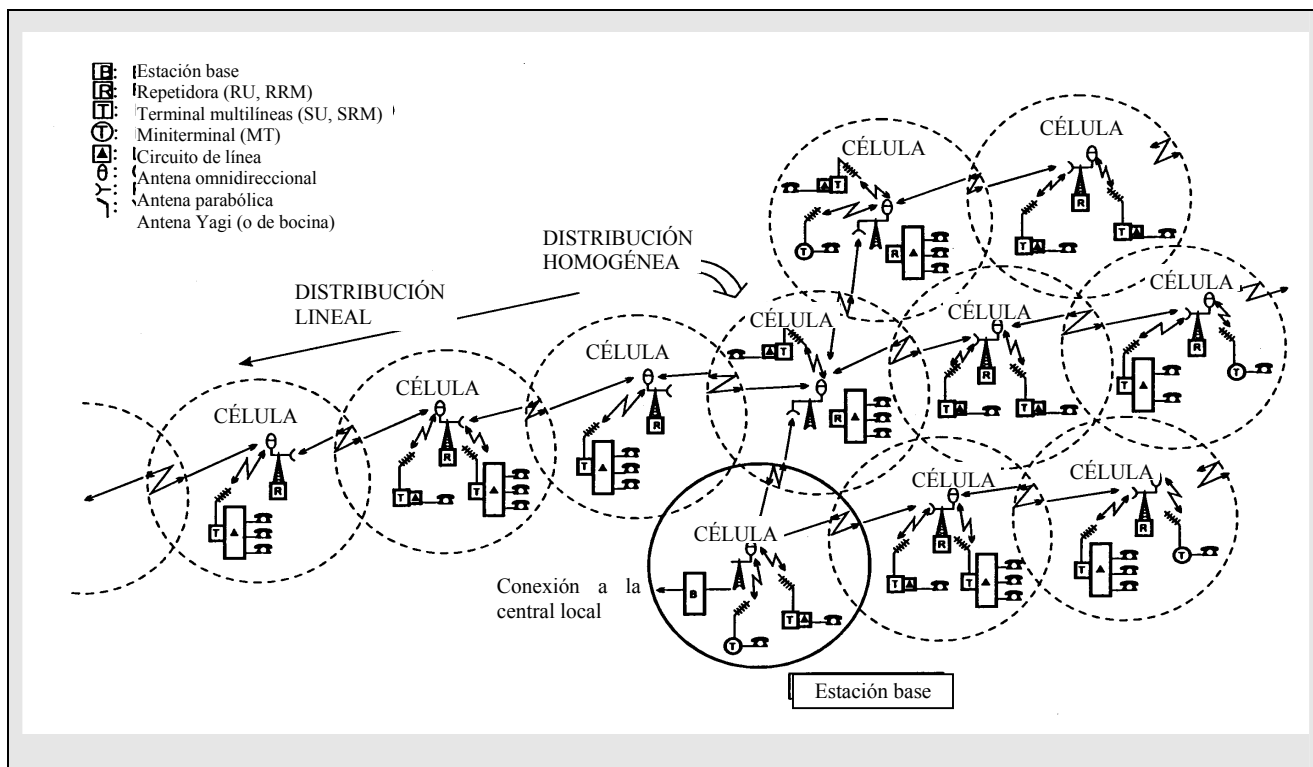 B : Estación base
R : Repetidora (RU, RRM)
T : Terminal multilíneas (SU, SRM)
T : Miniterminal (MT)
: Circuito de línea
: Antena omnidireccional
: Antena parabólica
Antena Yagi (o de bocina)
CÉLULA
CÉLULA
DISTRIBUCIÓN
HOMOGÉNEA
DISTRIBUCIÓN
LINEAL
CÉLULA
CÉLULA
CÉLULA
CÉLULA
CÉLULA
CÉLULA
CÉLULA
CÉLULA
CÉLULA
Conexión a la
central local
Estación base
T
T
R
R
T
T
T
R
R
T
T
R
T
T
R
T
R
T
T
R
T
R
T
T
B
T
T
R
T
T
R
T
T